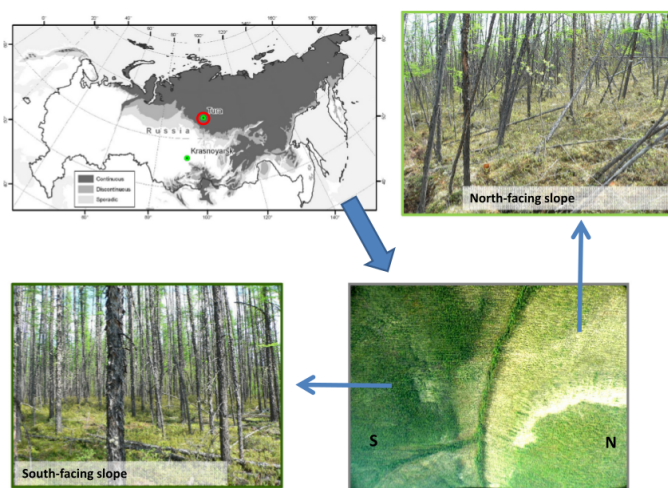 Tura
Russia
Krasnoyarsk
Continuous
Discontinuous
Sporadic
North-facing slope
South-facing slope
S
N